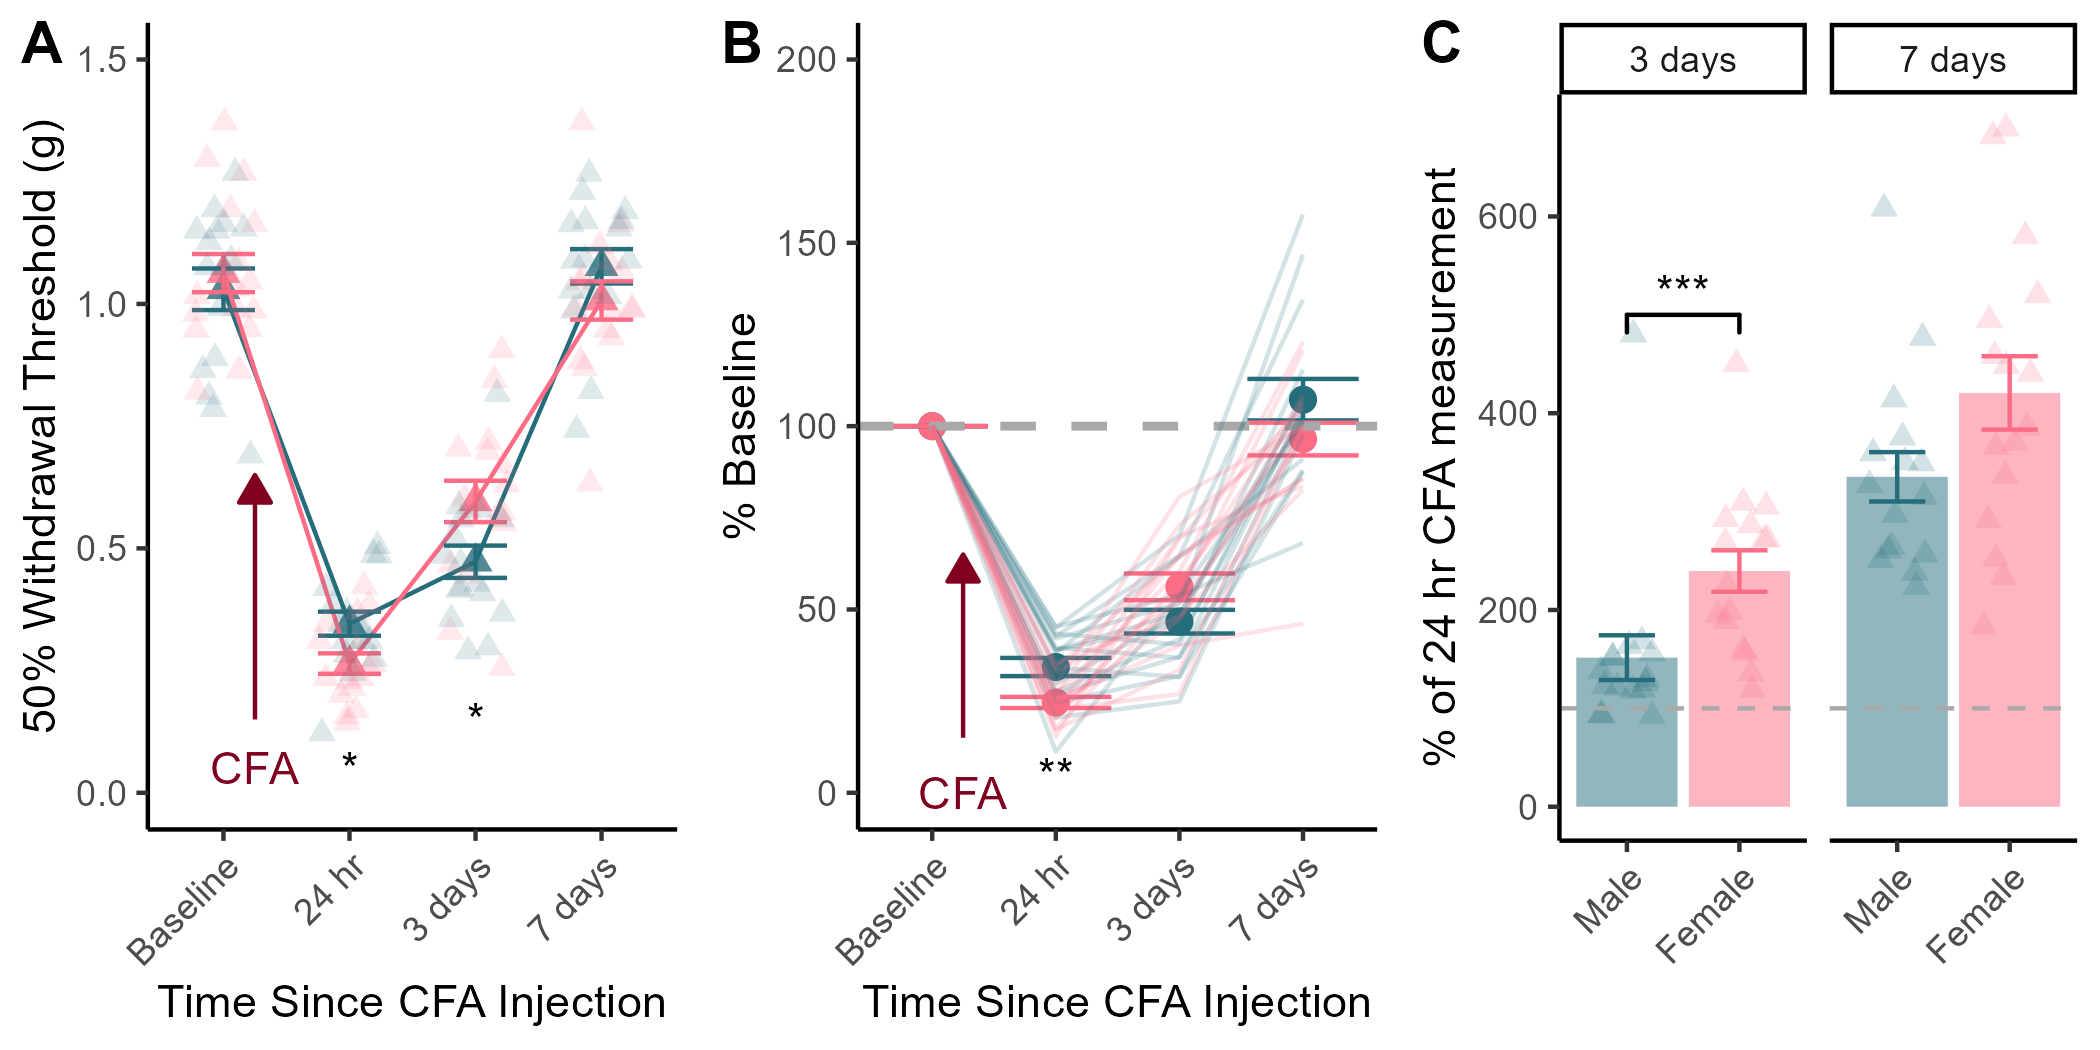 A
50% Withdrawal Threshold (g)
1.5
1.0
0.5
0.0
CFA
*
*
Baseline
24 hr
3 days
7 days
Time Since CFA Injection
B
% Baseline
200
150
100
50
0
CFA
**
Baseline
24 hr
3 days
7 days
Time Since CFA Injection
C
3 days
7 days
% of 24 hr CFA measurement
600
400
200
0
***
Male
Female
Male
Female